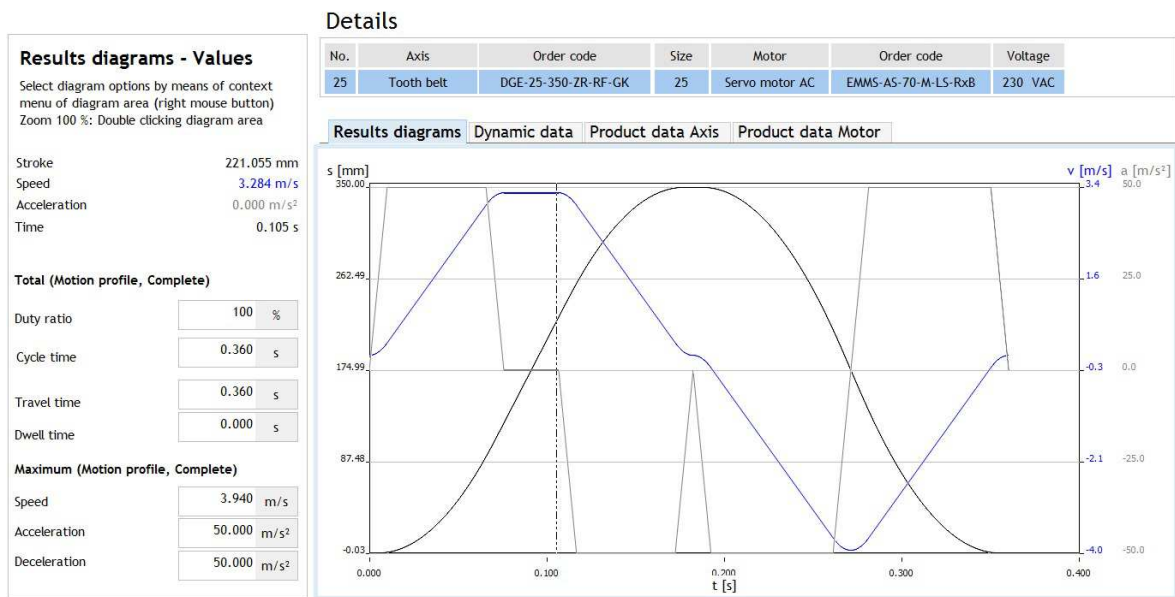 Details
No. Axis Order code Size Motor Order code Voltage
25 Tooth belt DGE-25-350-ZR-RF-GK 25 Servo motor AC EMMS-AS-70-M-LS-RxB 230 VAC
Results diagrams - Values
Select diagram options by means of context
menu of diagram area (right mouse button)
Zoom 100 %: Double clicking diagram area
Stroke 221.055 mm
Speed 3.284 m/s
Acceleration 0.000 m/s²
Time 0.105 s
Total (Motion profile, Complete)
Duty ratio 100 %
Cycle time 0.360 s
Travel time 0.360 s
Dwell time 0.000 s
Maximum (Motion profile, Complete)
Speed 3.940 m/s
Acceleration 50.000 m/s²
Deceleration 50.000 m/s²
Results diagrams Dynamic data Product data Axis Product data Motor
s [mm] v [m/s] a [m/s²]
350.00 3.4 50.0
262.49 1.6 25.0
174.99 -0.3 0.0
87.48 -2.1 -25.0
-0.03 -4.0 -50.0
0.000 0.100 0.200 0.300 0.400
t [s]